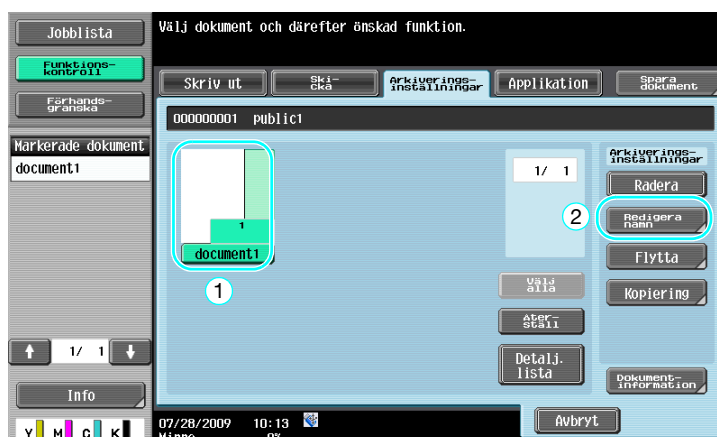 Jobblista
Välj dokument och därefter önskad funktion.
Funktions-
kontroll
Förhands-
granska
Skriv ut
Ski-
cka
Arkiverings-
inställningar
Applikation
Spara
dokument
000000001 public1
Markerade dokument
document1
1
document1
1
1/ 1
Arkiverings-
inställningar
Radera
2
Redigera
namn
Flytta
Kopiering
Välj
alla
Åter-
ställ
Detalj.
lista
Dokument-
information
1/ 1
Info
Y M C K
07/28/2009 10:13
Minne 0%
Avbryt